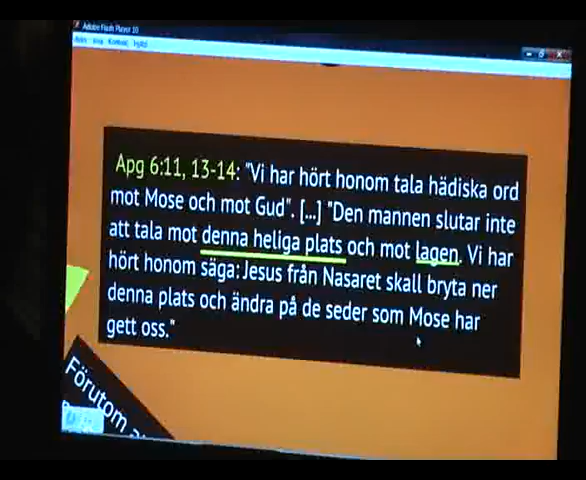 Adobe Flash Player 10
Apg 6:11, 13-14: "Vi har hört honom tala hädiska ord
mot Mose och mot Gud". [...] "Den mannen slutar inte
att tala mot denna heliga plats och mot lagen. Vi har
hört honom säga: Jesus från Nasaret skall bryta ner
denna plats och ändra på de seder som Mose har
gett oss."
Förutom